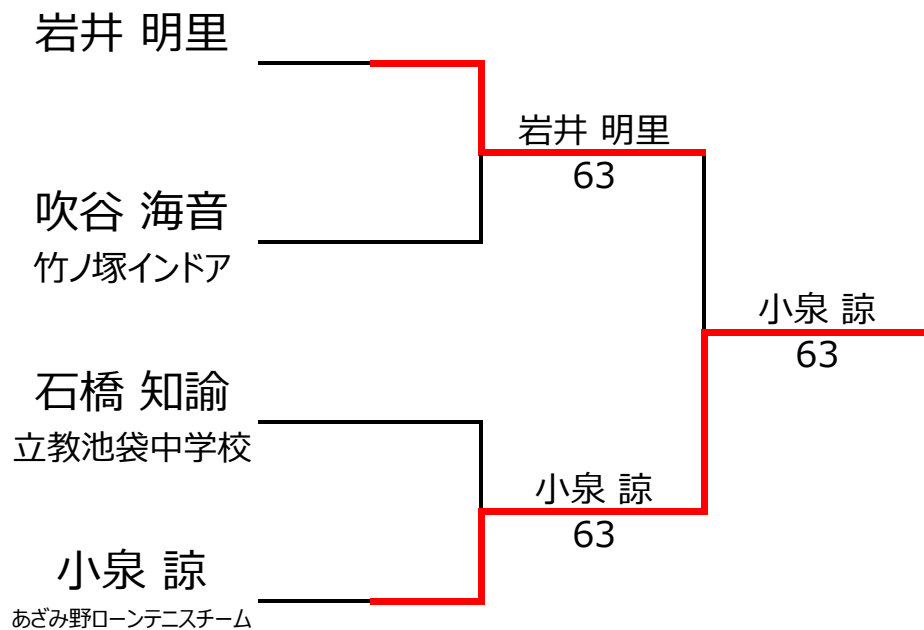 岩井 明里
岩井 明里
63
吹谷 海音
竹ノ塚インドア
小泉 諒
63
石橋 知諭
立教池袋中学校
小泉 諒
63
小泉 諒
あざみ野ローンテニスチーム